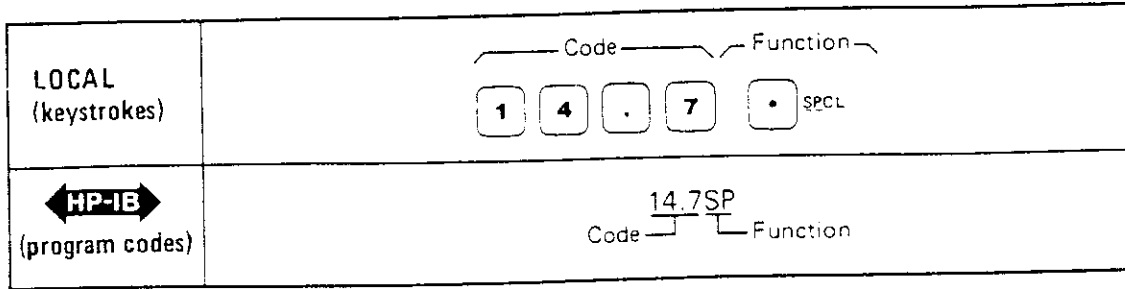 LOCAL
(keystrokes)
Code Function
1 4 . 7 • SPCL
HP-IB
(program codes)
14.7SP
Code Function